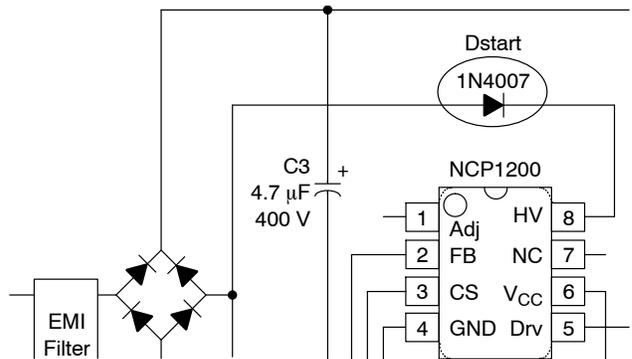 Dstart
1N4007
C3
+
4.7 μF
400 V
NCP1200
1
Adj
HV
8
2
FB
NC
7
3
CS
VCC
6
4
GND
Drv
5
EMI
Filter